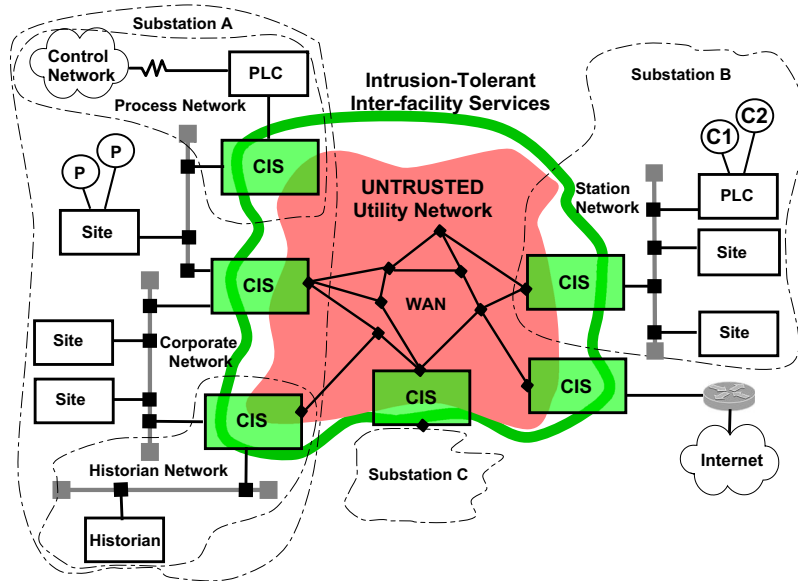 Substation A
Control
Network
PLC
Process Network
CIS
Intrusion-Tolerant
Inter-facility Services
Substation B
C1
C2
PLC
Station
Network
Site
Site
P
P
Site
UNTRUSTED
Utility Network
WAN
CIS
CIS
Site
Corporate
Network
Site
CIS
CIS
CIS
Historian Network
Historian
Substation C
Internet